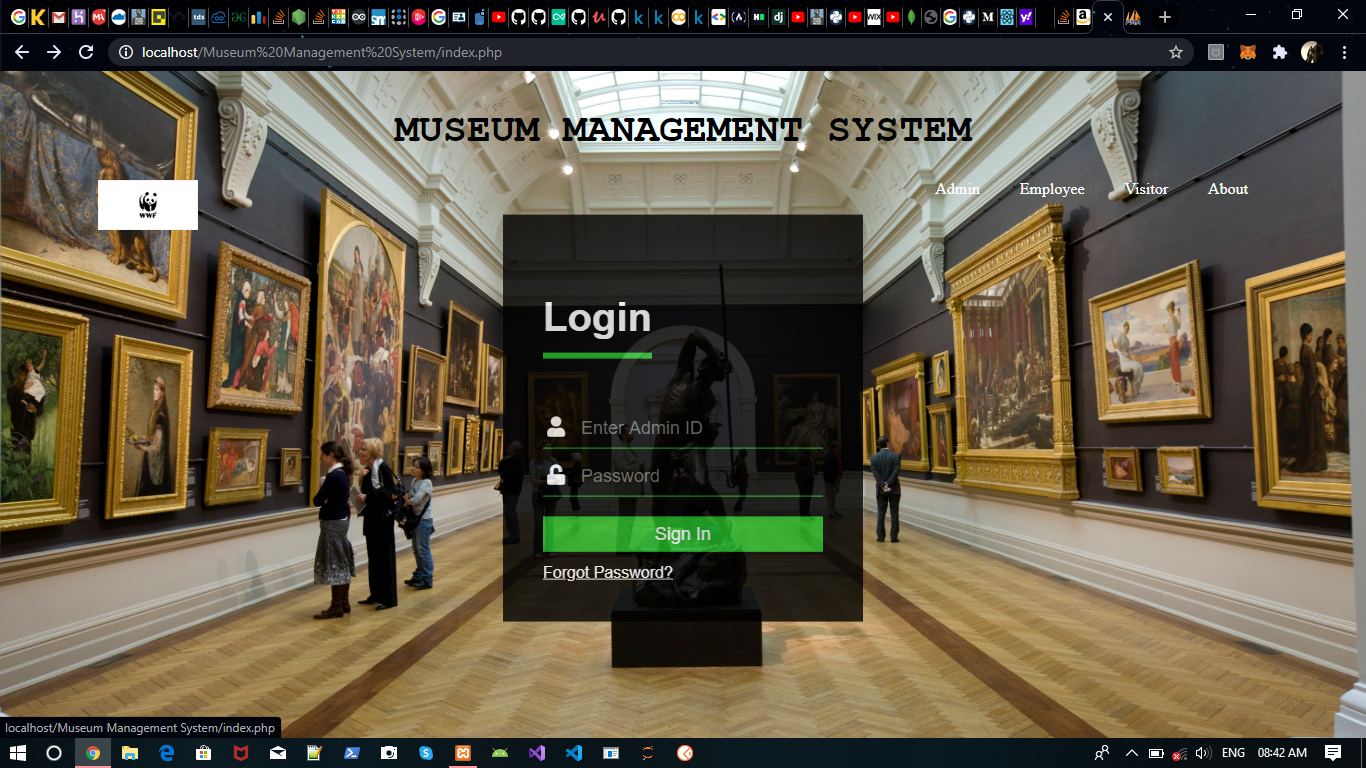 localhost/Museum%20Management%20System/index.php
MUSEUM MANAGEMENT SYSTEM
WWF
Admin Employee Visitor About
Login
Enter Admin ID
Password
Sign In
Forgot Password?
localhost/Museum Management System/index.php
ENG 08:42 AM